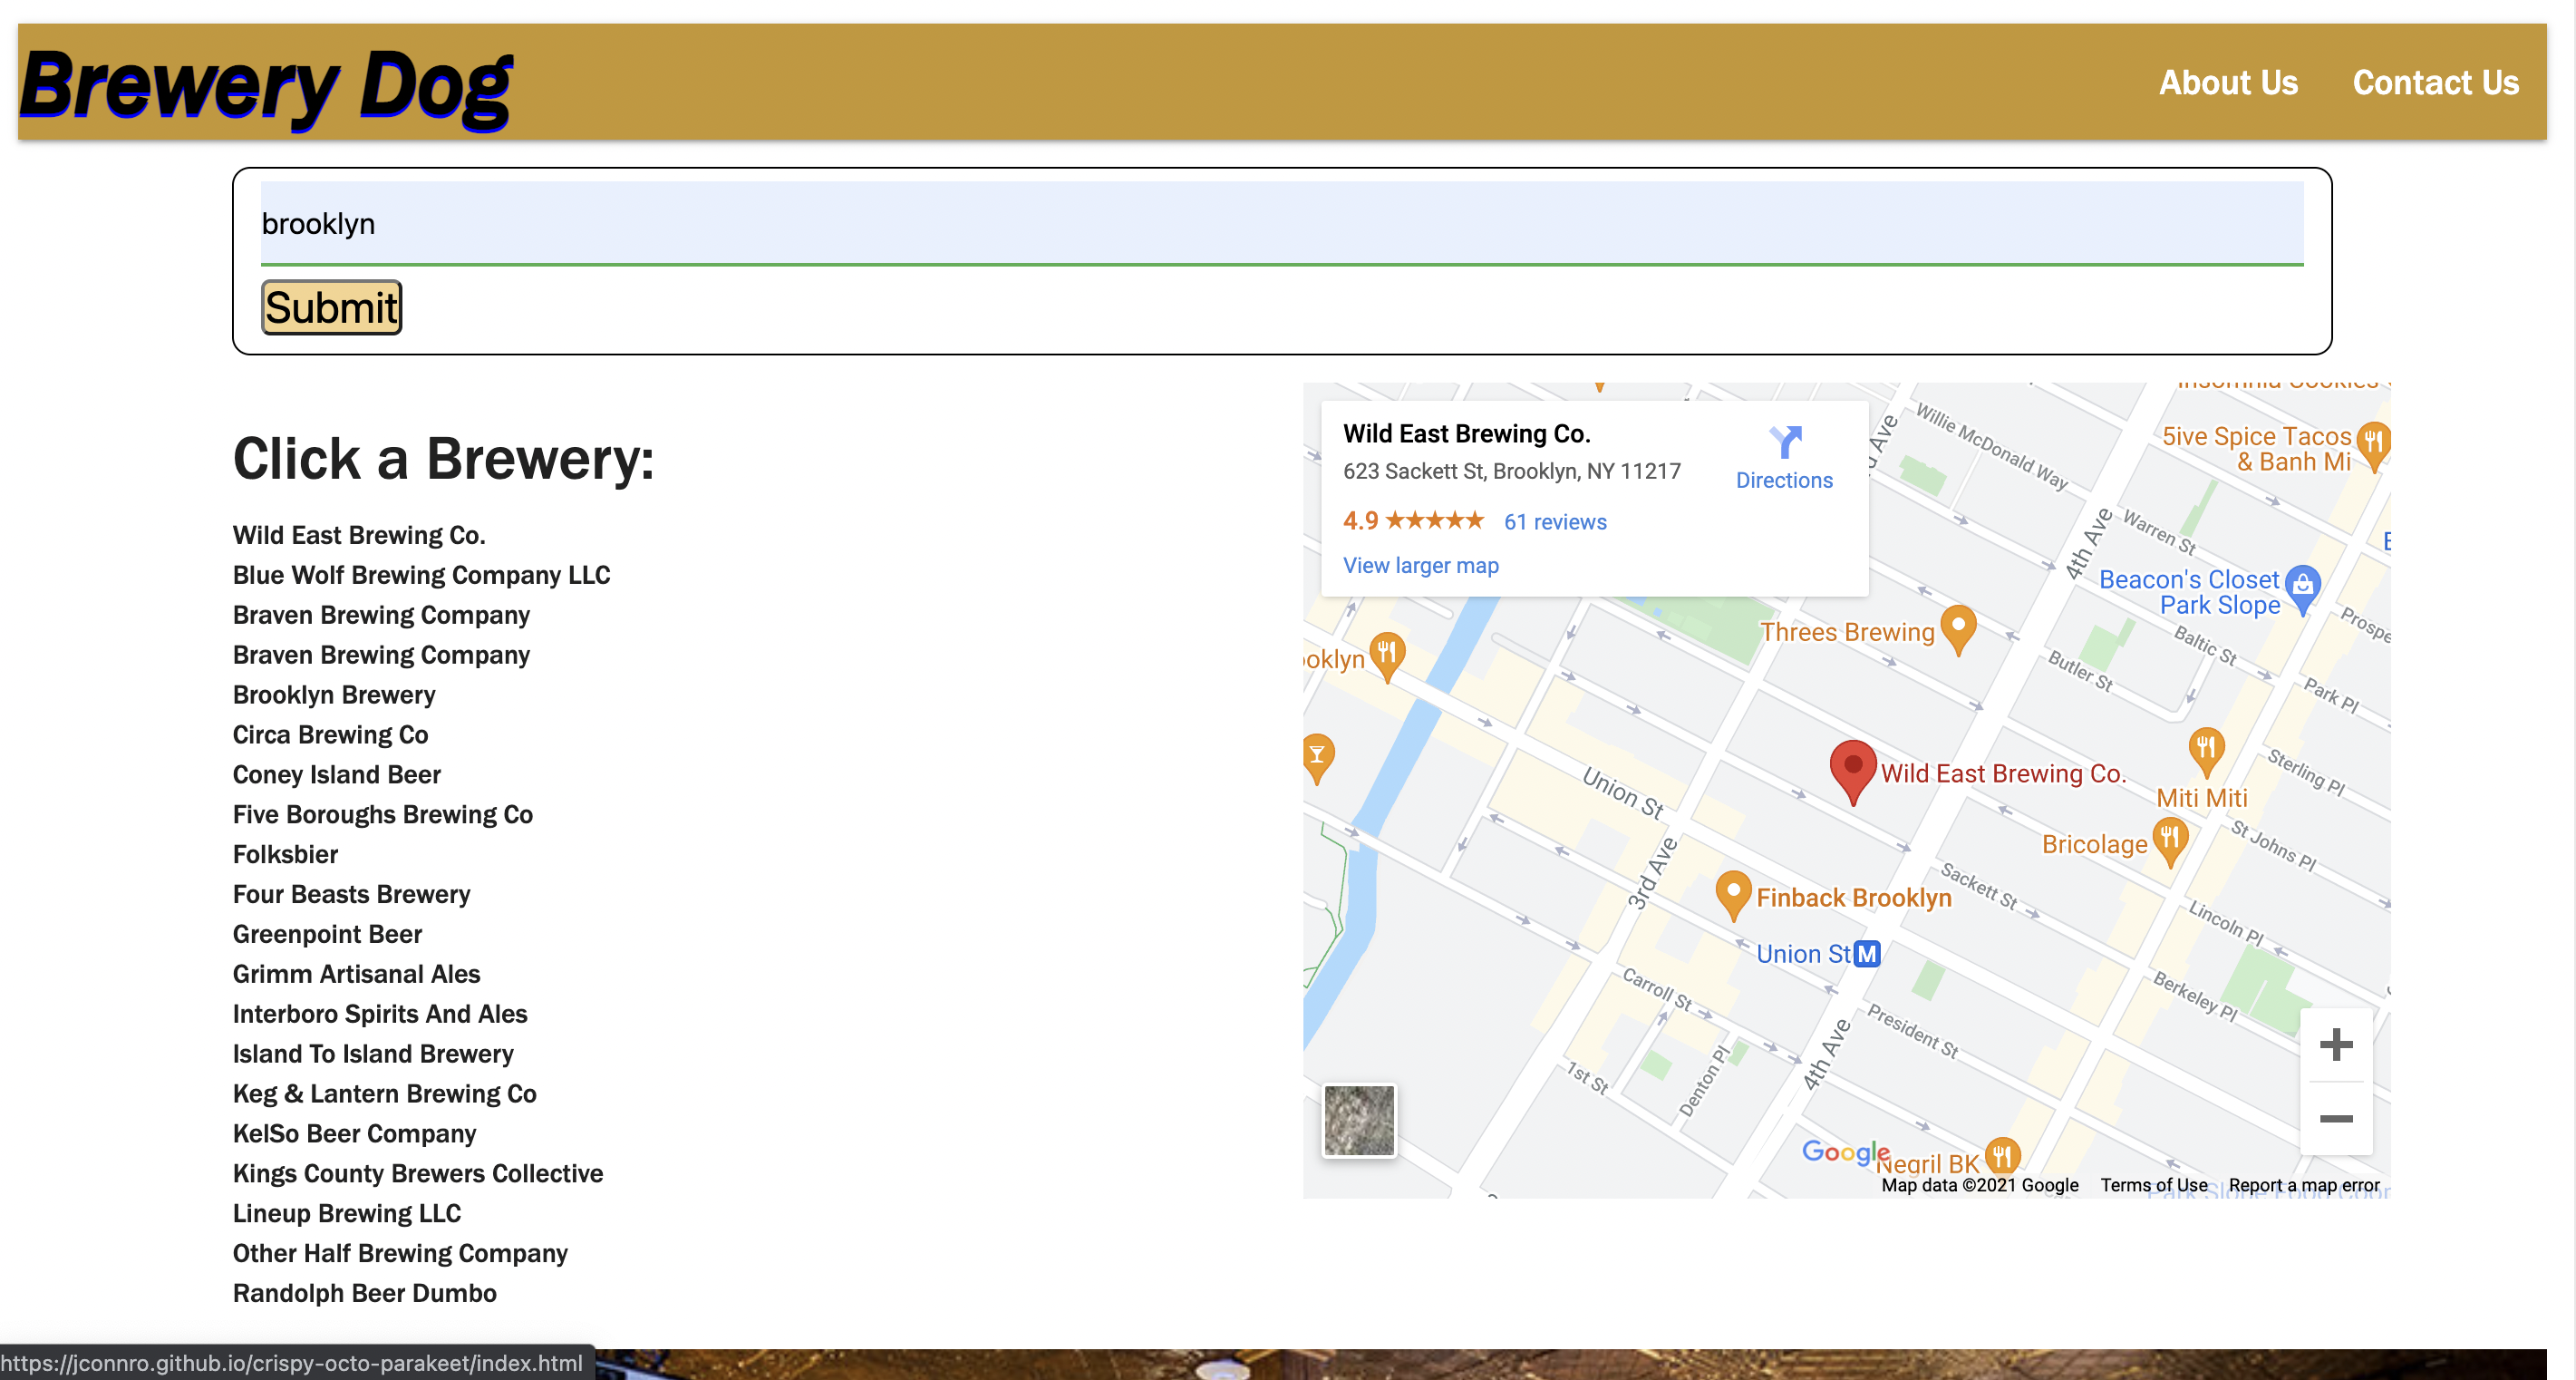 Brewery Dog
About Us
Contact Us
brooklyn
Submit
Click a Brewery:
Wild East Brewing Co.
Blue Wolf Brewing Company LLC
Braven Brewing Company
Braven Brewing Company
Brooklyn Brewery
Circa Brewing Co
Coney Island Beer
Five Boroughs Brewing Co
Folksbier
Four Beasts Brewery
Greenpoint Beer
Grimm Artisanal Ales
Interboro Spirits And Ales
Island To Island Brewery
Keg & Lantern Brewing Co
KelSo Beer Company
Kings County Brewers Collective
Lineup Brewing LLC
Other Half Brewing Company
Randolph Beer Dumbo
Wild East Brewing Co.
623 Sackett St, Brooklyn, NY 11217
Directions
4.9
61 reviews
View larger map
Insomnia Cookies
Willie McDonald Way
5ive Spice Tacos
& Banh Mi
d Ave
4th Ave
Warren St
Beacon's Closet
Park Slope
Prospe
Threes Brewing
Baltic St
ooklyn
Butler St
Park Pl
Sterling Pl
Union St
Wild East Brewing Co.
Miti Miti
Bricolage
St Johns Pl
3rd Ave
Sackett St
Finback Brooklyn
Lincoln Pl
Union St M
Carroll St
Berkeley Pl
President St
4th Ave
1st St
Denton Pl
Google
Negril BK
Map data ©2021 Google
Terms of Use
Report a map error
Park Slope Food Coop
https://jconnro.github.io/crispy-octo-parakeet/index.html